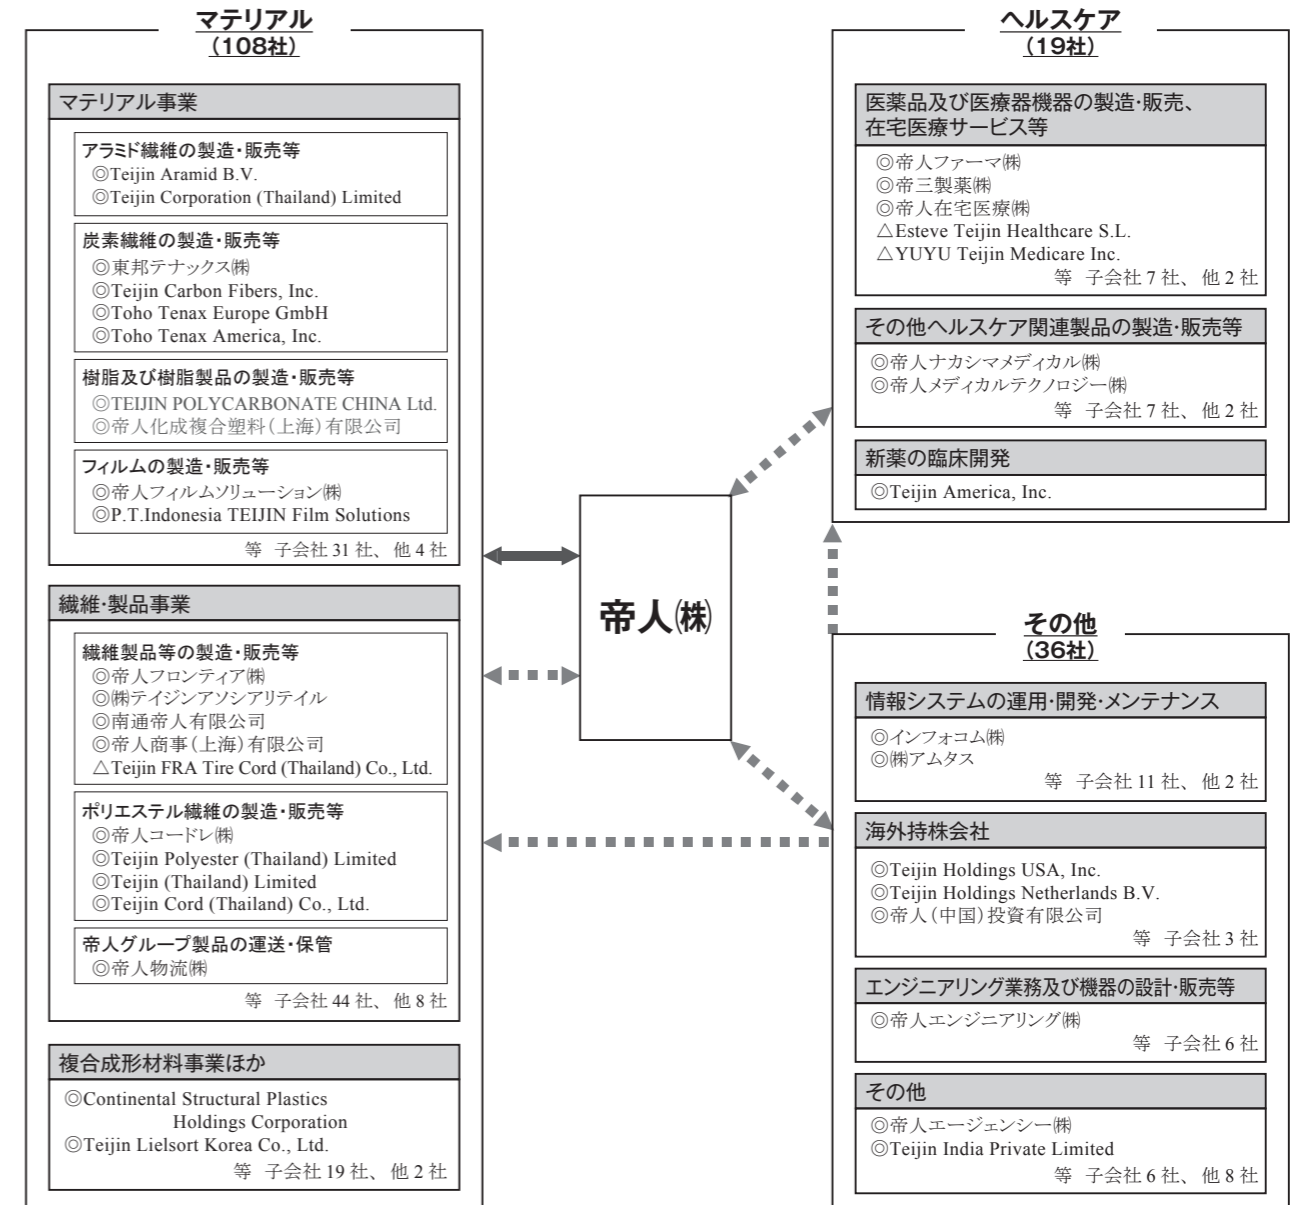 マテリアル
(108社)
マテリアル事業
アラミド繊維の製造・販売等
◎Teijin Aramid B.V.
◎Teijin Corporation (Thailand) Limited
炭素繊維の製造・販売等
◎東邦テナックス㈱
◎Teijin Carbon Fibers, Inc.
◎Toho Tenax Europe GmbH
◎Toho Tenax America, Inc.
樹脂及び樹脂製品の製造・販売等
◎TEIJIN POLYCARBONATE CHINA Ltd.
◎帝人化成複合塑料(上海)有限公司
フィルムの製造・販売等
◎帝人フィルムソリューション㈱
◎P.T.Indonesia TEIJIN Film Solutions
等 子会社 31 社、他 4 社
繊維・製品事業
繊維製品等の製造・販売等
◎帝人フロンティア㈱
◎㈱テイジンアソシアリテイル
◎南通帝人有限公司
◎帝人商事(上海)有限公司
△Teijin FRA Tire Cord (Thailand) Co., Ltd.
ポリエステル繊維の製造・販売等
◎帝人コードレ㈱
◎Teijin Polyester (Thailand) Limited
◎Teijin (Thailand) Limited
◎Teijin Cord (Thailand) Co., Ltd.
帝人グループ製品の運送・保管
◎帝人物流㈱
等 子会社 44 社、他 8 社
複合成形材料事業ほか
◎Continental Structural Plastics
Holdings Corporation
◎Teijin Lielsort Korea Co., Ltd.
等 子会社 19 社、他 2 社
帝人㈱
ヘルスケア
(19社)
医薬品及び医療器機器の製造・販売、
在宅医療サービス等
◎帝人ファーマ㈱
◎帝三製薬㈱
◎帝人在宅医療㈱
△Esteve Teijin Healthcare S.L.
△YUYU Teijin Medicare Inc.
等 子会社 7 社、他 2 社
その他ヘルスケア関連製品の製造・販売等
◎帝人ナカシマメディカル㈱
◎帝人メディカルテクノロジー㈱
等 子会社 7 社、他 2 社
新薬の臨床開発
◎Teijin America, Inc.
その他
(36社)
情報システムの運用・開発・メンテナンス
◎インフォコム㈱
◎㈱アムタス
等 子会社 11 社、他 2 社
海外持株会社
◎Teijin Holdings USA, Inc.
◎Teijin Holdings Netherlands B.V.
◎帝人(中国)投資有限公司
等 子会社 3 社
エンジニアリング業務及び機器の設計・販売等
◎帝人エンジニアリング㈱
等 子会社 6 社
その他
◎帝人エージェンシー㈱
◎Teijin India Private Limited
等 子会社 6 社、他 8 社